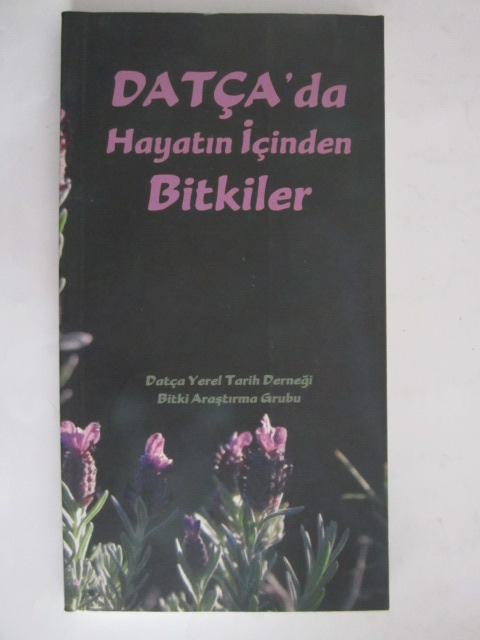 DATÇA'da
Hayatın İçinden
Bitkiler
Datça Yerel Tarih Derneği
Bitki Araştırma Grubu